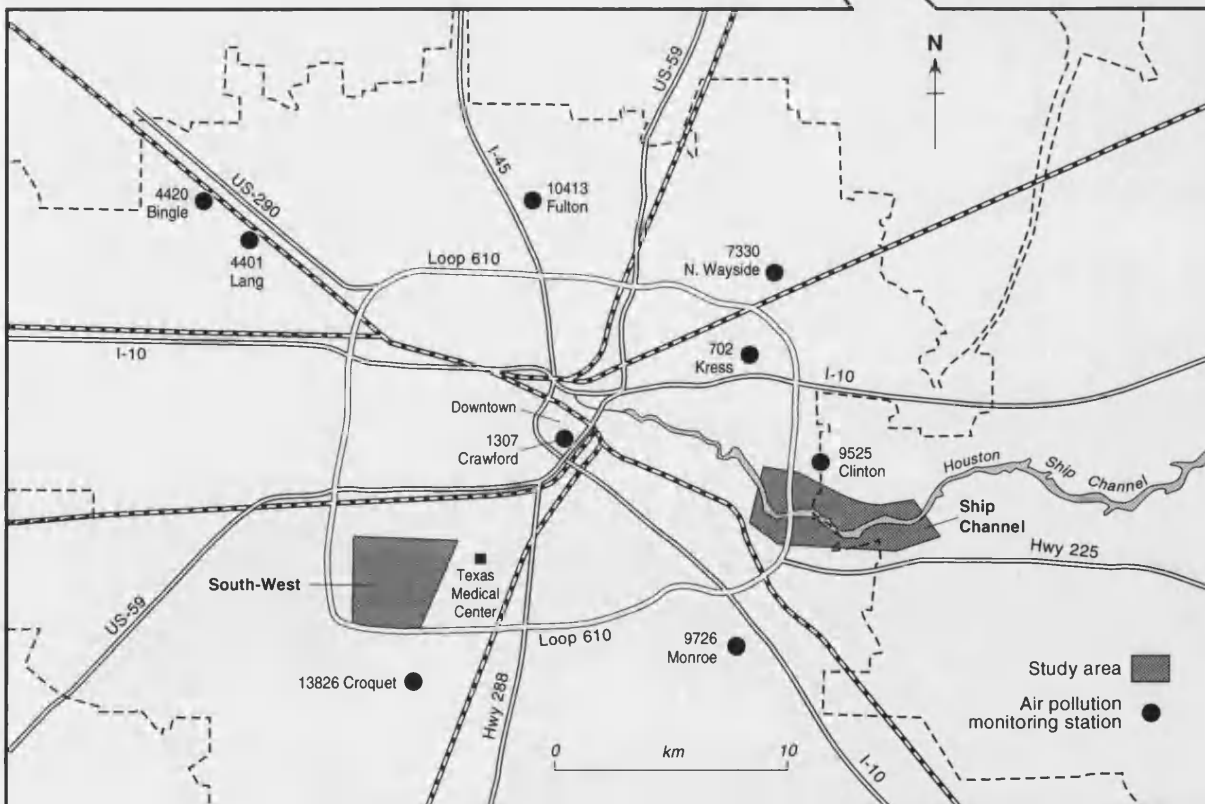 N
US-59
I-45
4420
Bingle
US-290
10413
Fulton
4401
Lang
Loop 610
7330
N. Wayside
I-10
702
Kress
I-10
Downtown
1307
Crawford
9525
Clinton
Houston
Ship Channel
Ship
Channel
Hwy 225
South-West
Texas
Medical
Center
US-59
Loop 610
9726
Monroe
13826 Croquet
Hwy 288
Study area
Air pollution
monitoring station
0 km 10
I-10